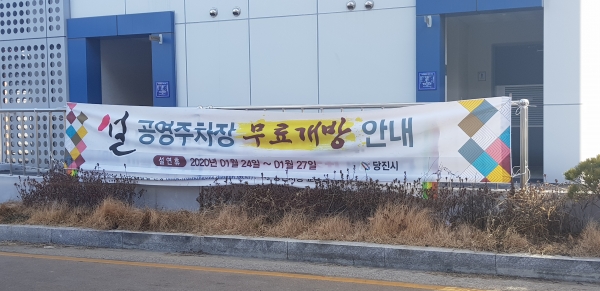 설 공영주차장 무료개방 안내
설연휴 2020년 01월 24일 ~ 01월 27일 당진시